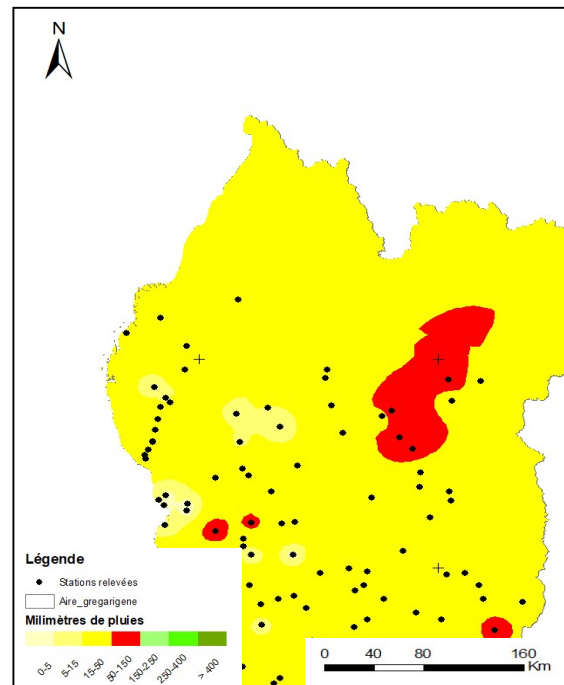 N
Légende
Stations relevées
Aire_gregarigene
Milimètres de pluies
0-5 5-15 15-50 50-150 150-250 250-400 > 400
0 40 80 160
Km